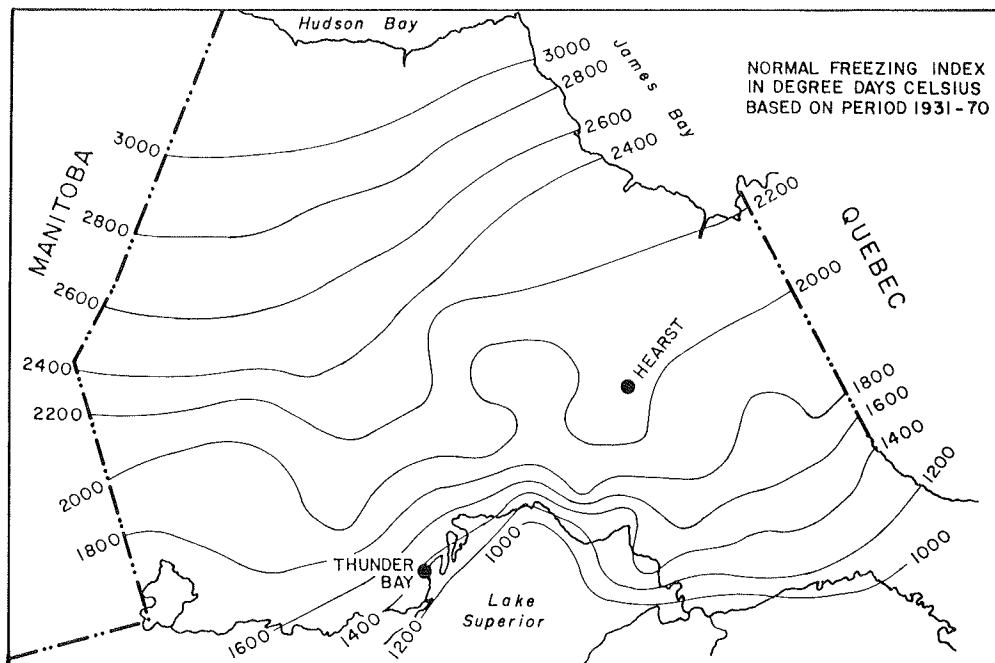 Hudson Bay
James Bay
NORMAL FREEZING INDEX
IN DEGREE DAYS CELSIUS
BASED ON PERIOD 1931-70
3000
2800
2600
2400
2200
3000
2800
2600
2400
2200
2000
1800
MANITOBA
QUEBEC
2000
HEARST
1800
1600
1400
1200
1000
THUNDER
BAY
1000
Lake
Superior
1600
1400
1200